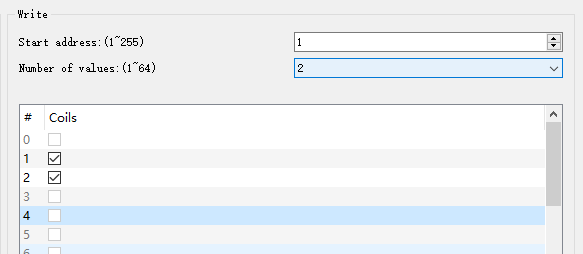 Write
Start address:(1~255) 1
Number of values:(1~64) 2
# Coils
0
1
2
3
4
5
6